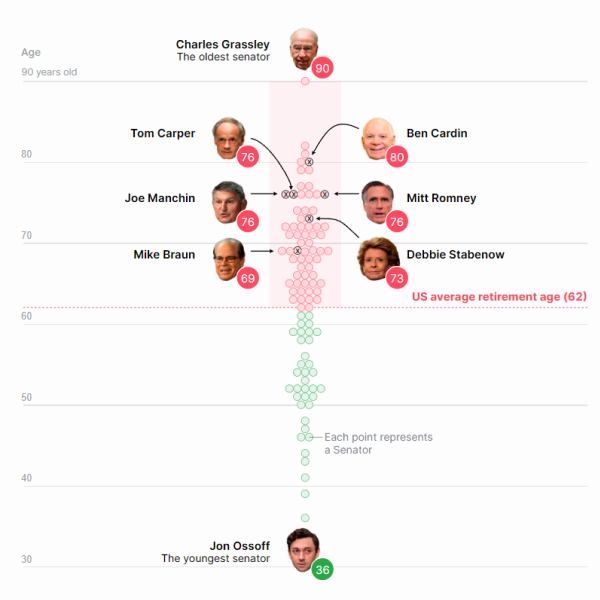 Charles Grassley
The oldest senator
90
Age
90 years old
Tom Carper
76
Ben Cardin
80
80
X
Joe Manchin
76
X X
X
Mitt Romney
76
70
X
Mike Braun
69
X
Debbie Stabenow
73
US average retirement age (62)
60
50
Each point represents
a Senator
40
Jon Ossoff
The youngest senator
36
30